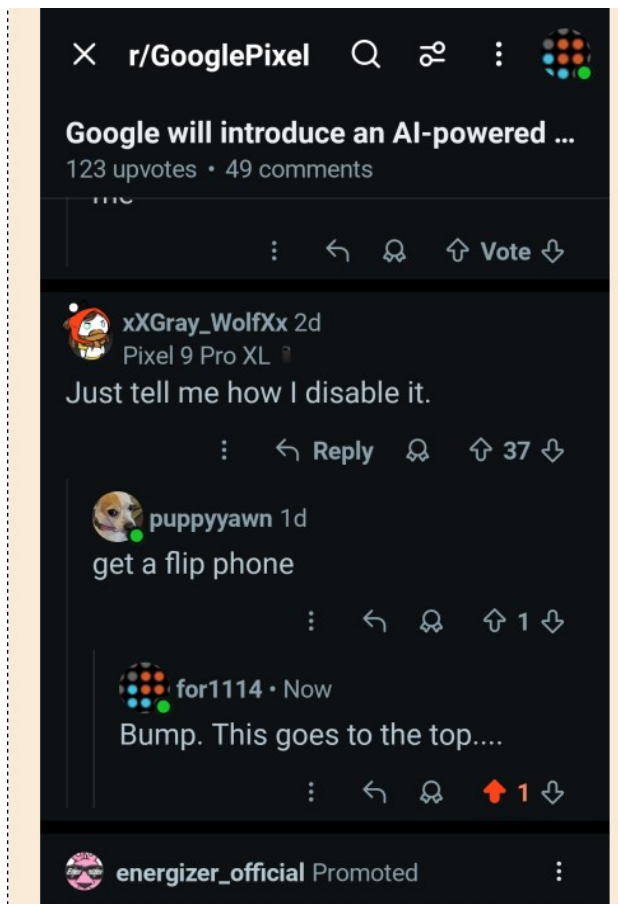 r/GooglePixel
Google will introduce an AI-powered ...
123 upvotes • 49 comments
Vote
xXGray_WolfXx 2d
Pixel 9 Pro XL
Just tell me how I disable it.
Reply 37
puppyyawn 1d
get a flip phone
1
for1114 • Now
Bump. This goes to the top....
1
energizer_official Promoted